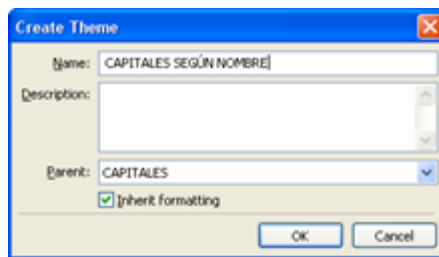 Create Theme
Name: CAPITALES SEGÚN NOMBRE
Description:
Parent: CAPITALES
Inherit formatting
OK Cancel